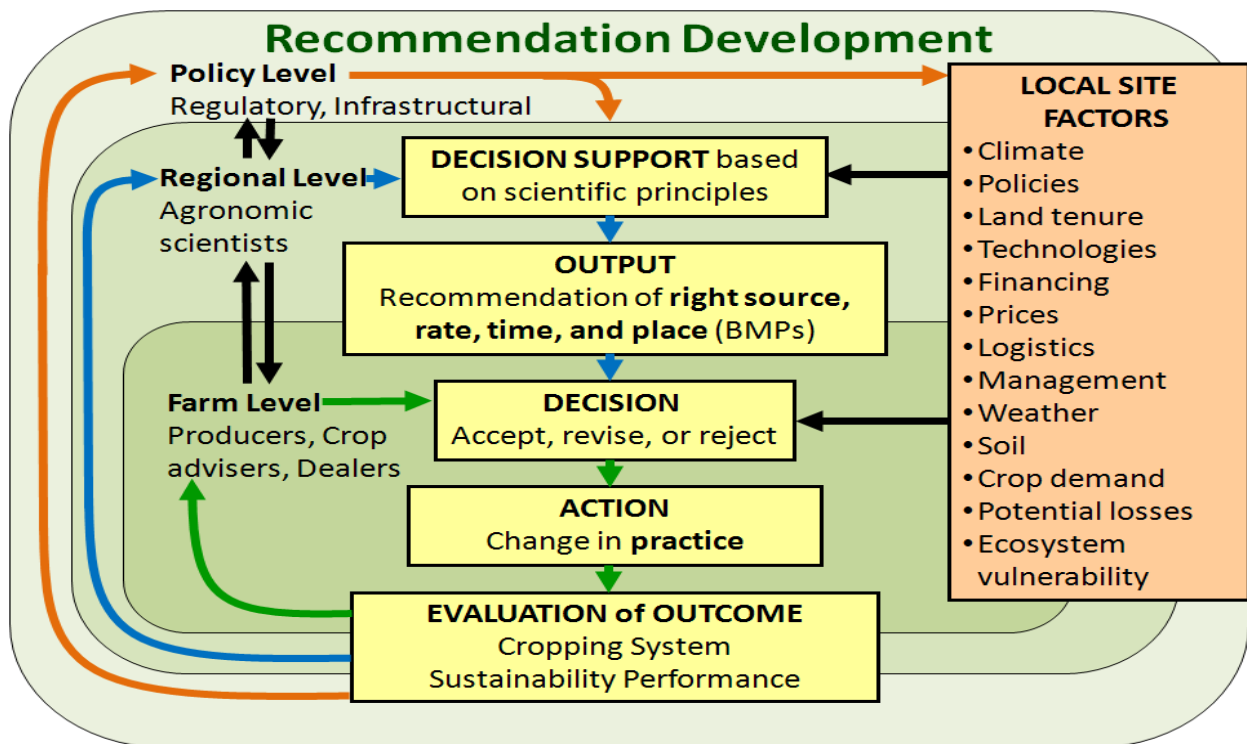 Recommendation Development
Policy Level
Regulatory, Infrastructural
Regional Level
Agronomic
scientists
Farm Level
Producers, Crop
advisers, Dealers
DECISION SUPPORT based
on scientific principles
OUTPUT
Recommendation of right source,
rate, time, and place (BMPs)
DECISION
Accept, revise, or reject
ACTION
Change in practice
EVALUATION of OUTCOME
Cropping System
Sustainability Performance
LOCAL SITE
FACTORS
•Climate
•Policies
•Land tenure
•Technologies
•Financing
•Prices
•Logistics
•Management
•Weather
•Soil
•Crop demand
•Potential losses
•Ecosystem
vulnerability